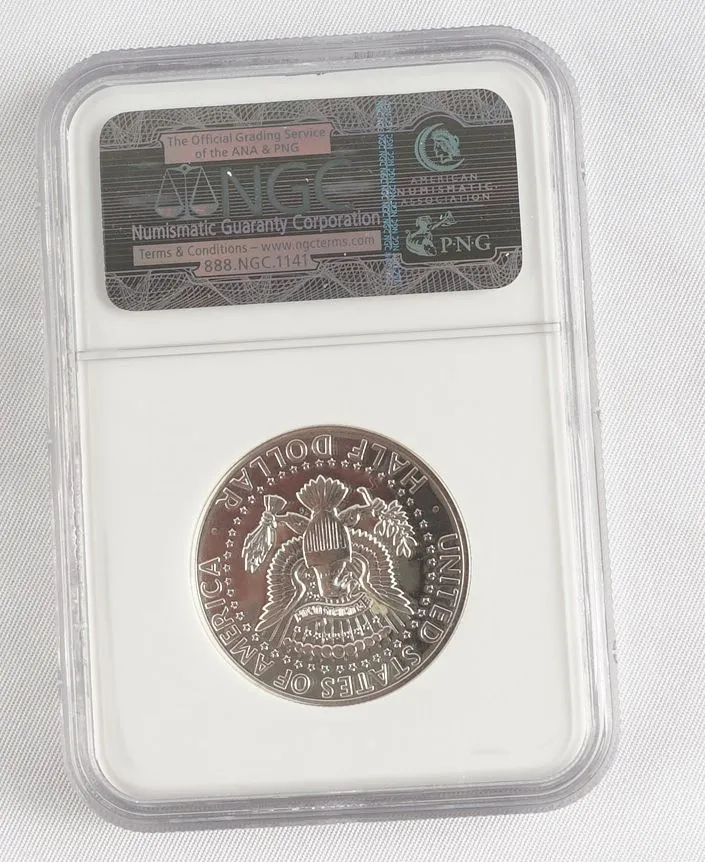 The Official Grading Service
of the ANA & PNG
NGC
Numismatic Guaranty Corporation
Terms & Conditions – www.ngcterms.com
888.NGC.1141
AMERICAN
NUMISMATIC
ASSOCIATION
PNG
UNITED STATES OF AMERICA
HALF DOLLAR